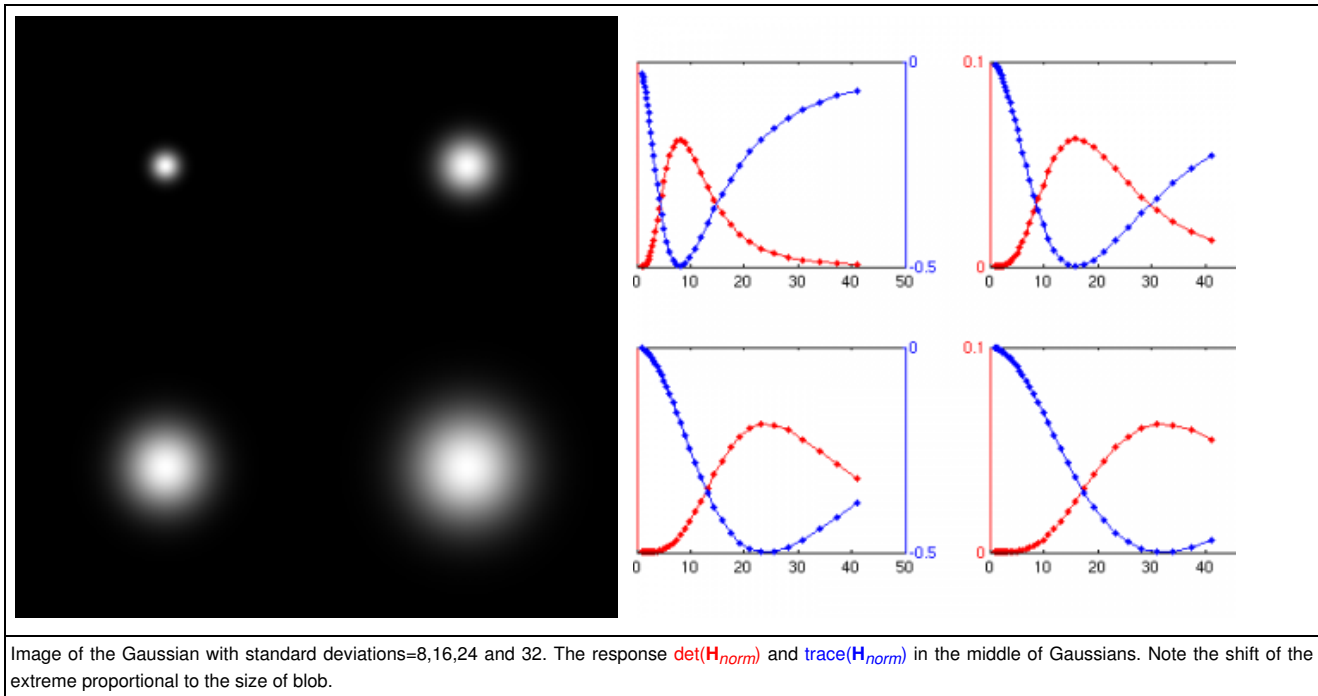 0
-0.5
0 10 20 30 40 50
0.1
0
0 10 20 30 40
0
-0.5
0 10 20 30 40 50
0.1
0
0 10 20 30 40
Image of the Gaussian with standard deviations=8,16,24 and 32. The response det(Hnorm) and trace(Hnorm) in the middle of Gaussians. Note the shift of the
extreme proportional to the size of blob.